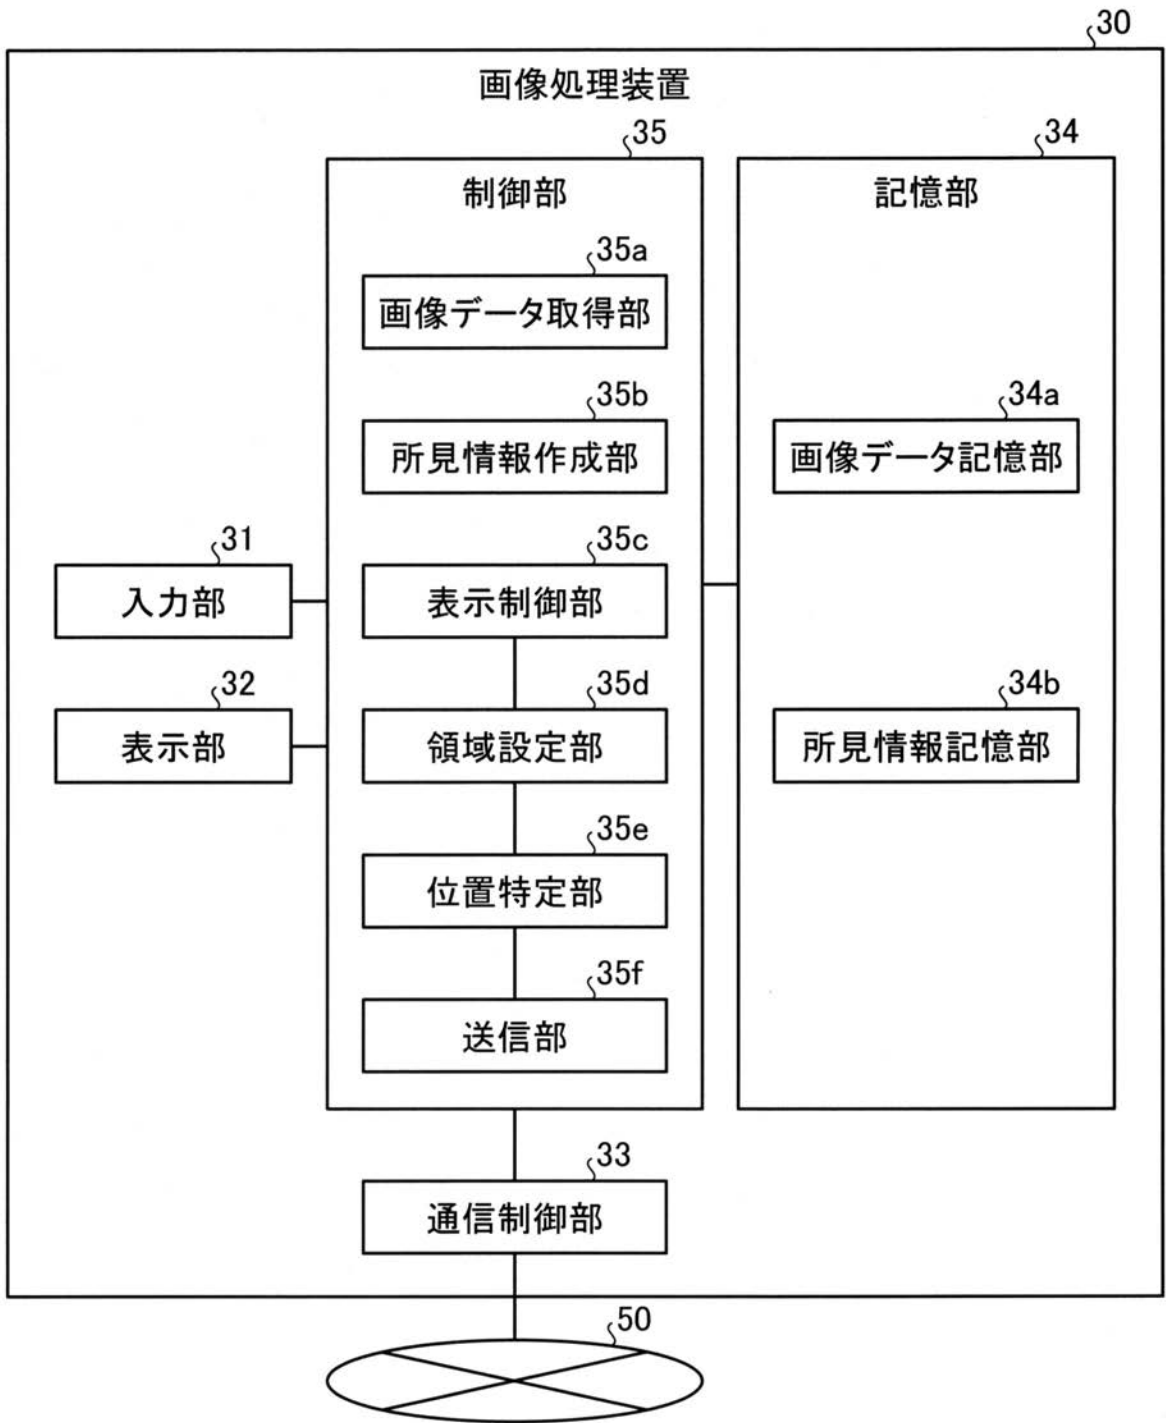 30
画像処理装置
35
制御部
34
記憶部
35a
画像データ取得部
35b
所見情報作成部
34a
画像データ記憶部
31
入力部
35c
表示制御部
32
表示部
35d
領域設定部
34b
所見情報記憶部
35e
位置特定部
35f
送信部
33
通信制御部
50